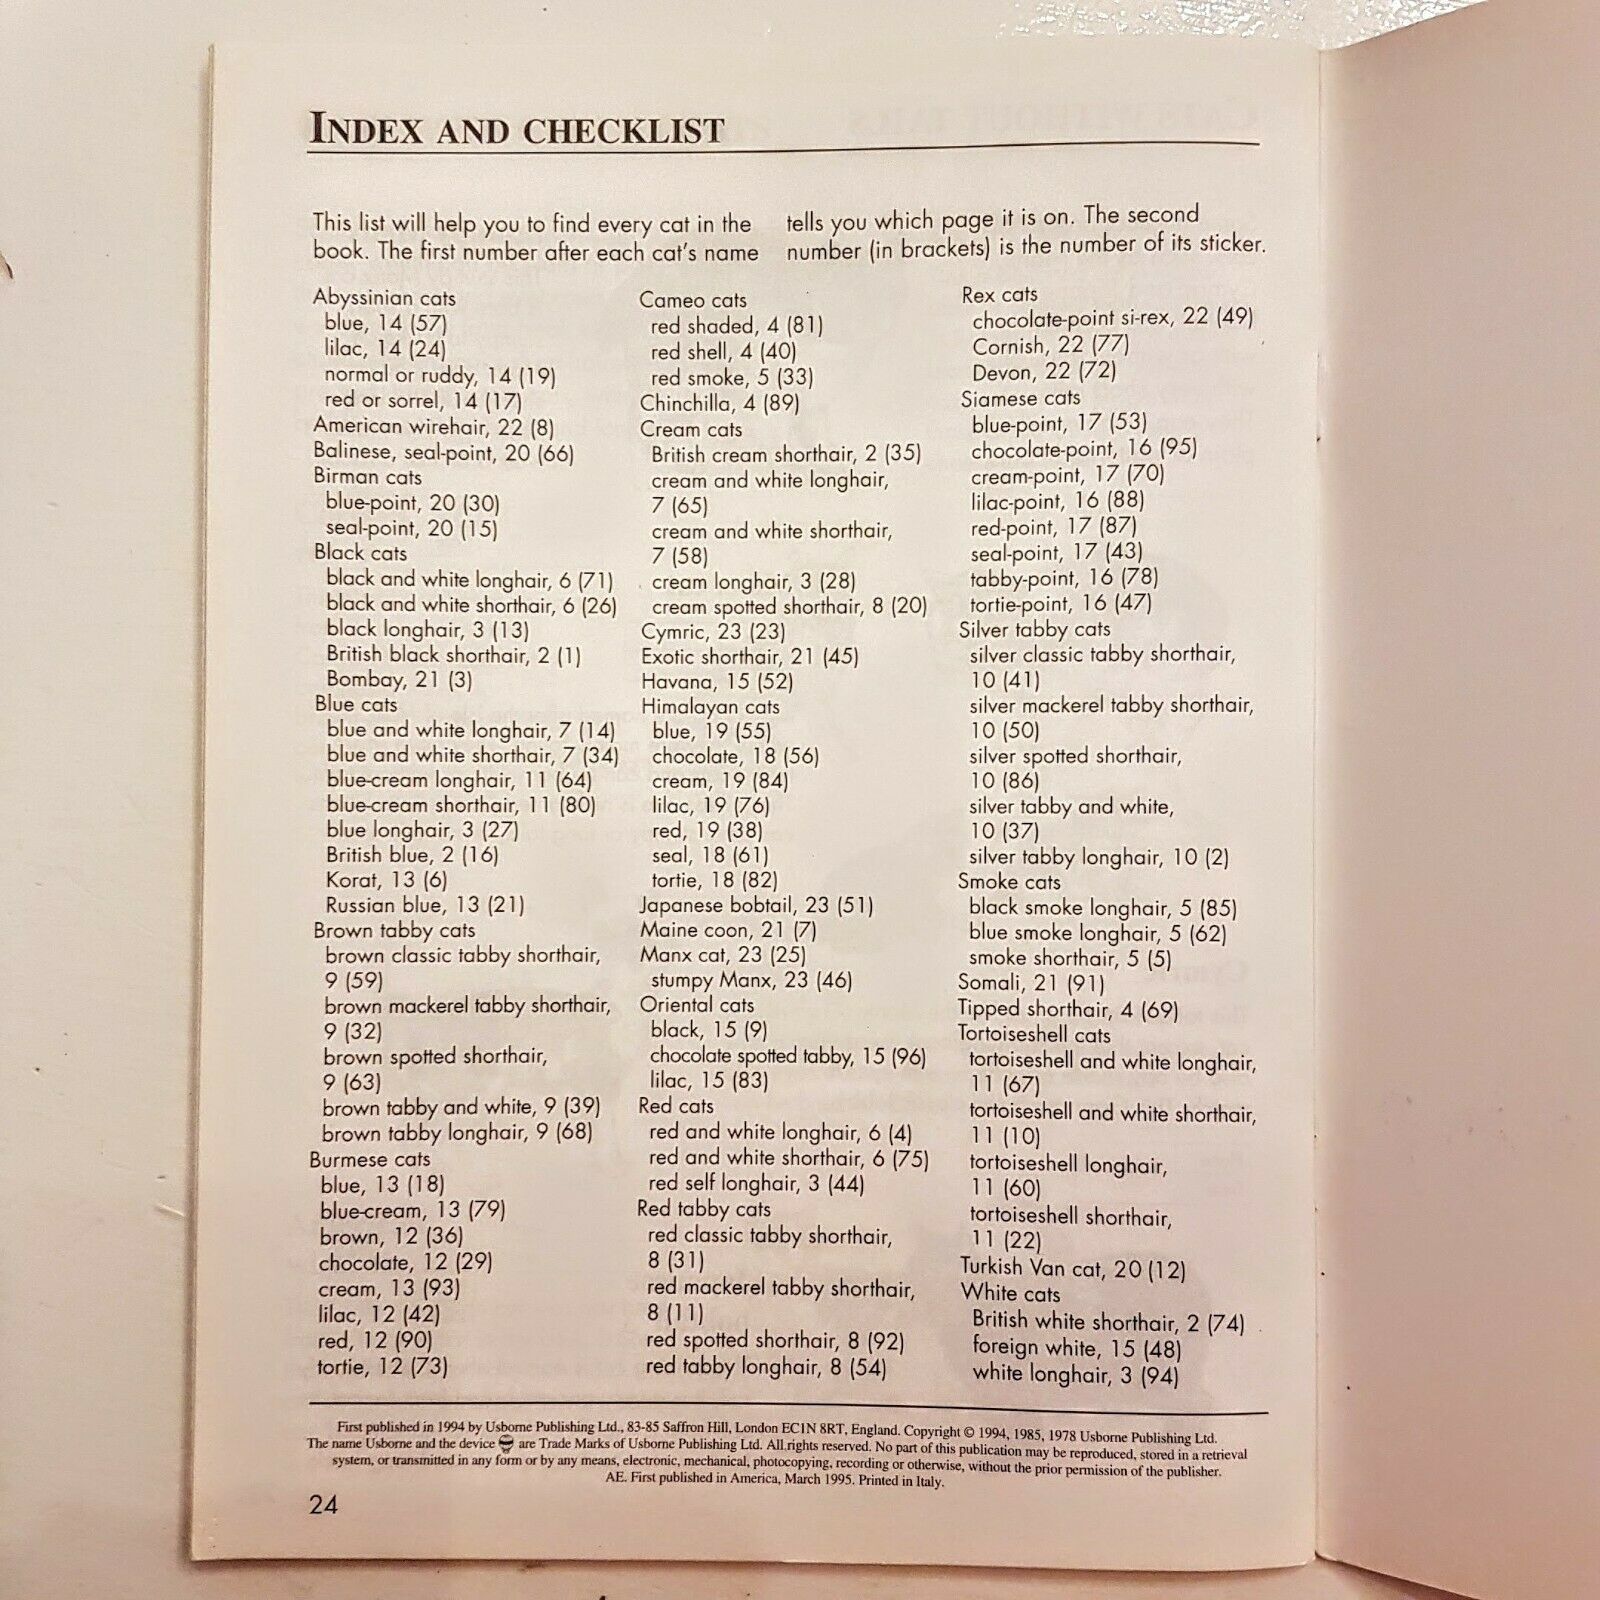 INDEX AND CHECKLIST
This list will help you to find every cat in the
book. The first number after each cat's name
tells you which page it is on. The second
number (in brackets) is the number of its sticker.
Abyssinian cats
blue, 14 (57)
lilac, 14 (24)
normal or ruddy, 14 (19)
red or sorrel, 14 (17)
American wirehair, 22 (8)
Balinese, seal-point, 20 (66)
Birman cats
blue-point, 20 (30)
seal-point, 20 (15)
Black cats
black and white longhair, 6 (71)
black and white shorthair, 6 (26)
black longhair, 3 (13)
British black shorthair, 2 (1)
Bombay, 21 (3)
Blue cats
blue and white longhair, 7 (14)
blue and white shorthair, 7 (34)
blue-cream longhair, 11 (64)
blue-cream shorthair, 11 (80)
blue longhair, 3 (27)
British blue, 2 (16)
Korat, 13 (6)
Russian blue, 13 (21)
Brown tabby cats
brown classic tabby shorthair,
9 (59)
brown mackerel tabby shorthair,
9 (32)
brown spotted shorthair,
9 (63)
brown tabby and white, 9 (39)
brown tabby longhair, 9 (68)
Burmese cats
blue, 13 (18)
blue-cream, 13 (79)
brown, 12 (36)
chocolate, 12 (29)
cream, 13 (93)
lilac, 12 (42)
red, 12 (90)
tortie, 12 (73)
Cameo cats
red shaded, 4 (81)
red shell, 4 (40)
red smoke, 5 (33)
Chinchilla, 4 (89)
Cream cats
British cream shorthair, 2 (35)
cream and white longhair,
7 (65)
cream and white shorthair,
7 (58)
cream longhair, 3 (28)
cream spotted shorthair, 8 (20)
Cymric, 23 (23)
Exotic shorthair, 21 (45)
Havana, 15 (52)
Himalayan cats
blue, 19 (55)
chocolate, 18 (56)
cream, 19 (84)
lilac, 19 (76)
red, 19 (38)
seal, 18 (61)
tortie, 18 (82)
Japanese bobtail, 23 (51)
Maine coon, 21 (7)
Manx cat, 23 (25)
stumpy Manx, 23 (46)
Oriental cats
black, 15 (9)
chocolate spotted tabby, 15 (96)
lilac, 15 (83)
Red cats
red and white longhair, 6 (4)
red and white shorthair, 6 (75)
red self longhair, 3 (44)
Red tabby cats
red classic tabby shorthair,
8 (31)
red mackerel tabby shorthair,
8 (11)
red spotted shorthair, 8 (92)
red tabby longhair, 8 (54)
Rex cats
chocolate-point si-rex, 22 (49)
Cornish, 22 (77)
Devon, 22 (72)
Siamese cats
blue-point, 17 (53)
chocolate-point, 16 (95)
cream-point, 17 (70)
lilac-point, 16 (88)
red-point, 17 (87)
seal-point, 17 (43)
tabby-point, 16 (78)
tortie-point, 16 (47)
Silver tabby cats
silver classic tabby shorthair,
10 (41)
silver mackerel tabby shorthair,
10 (50)
silver spotted shorthair,
10 (86)
silver tabby and white,
10 (37)
silver tabby longhair, 10 (2)
Smoke cats
black smoke longhair, 5 (85)
blue smoke longhair, 5 (62)
smoke shorthair, 5 (5)
Somali, 21 (91)
Tipped shorthair, 4 (69)
Tortoiseshell cats
tortoiseshell and white longhair,
11 (67)
tortoiseshell and white shorthair,
11 (10)
tortoiseshell longhair,
11 (60)
tortoiseshell shorthair,
11 (22)
Turkish Van cat, 20 (12)
White cats
British white shorthair, 2 (74)
foreign white, 15 (48)
white longhair, 3 (94)
First published in 1994 by Usborne Publishing Ltd., 83-85 Saffron Hill, London EC1N 8RT, England. Copyright © 1994, 1985, 1978 Usborne Publishing Ltd.
The name Usborne and the device are Trade Marks of Usborne Publishing Ltd. All rights reserved. No part of this publication may be reproduced, stored in a retrieval
system, or transmitted in any form or by any means, electronic, mechanical, photocopying, recording or otherwise, without the prior permission of the publisher.
AE. First published in America, March 1995. Printed in Italy.
24